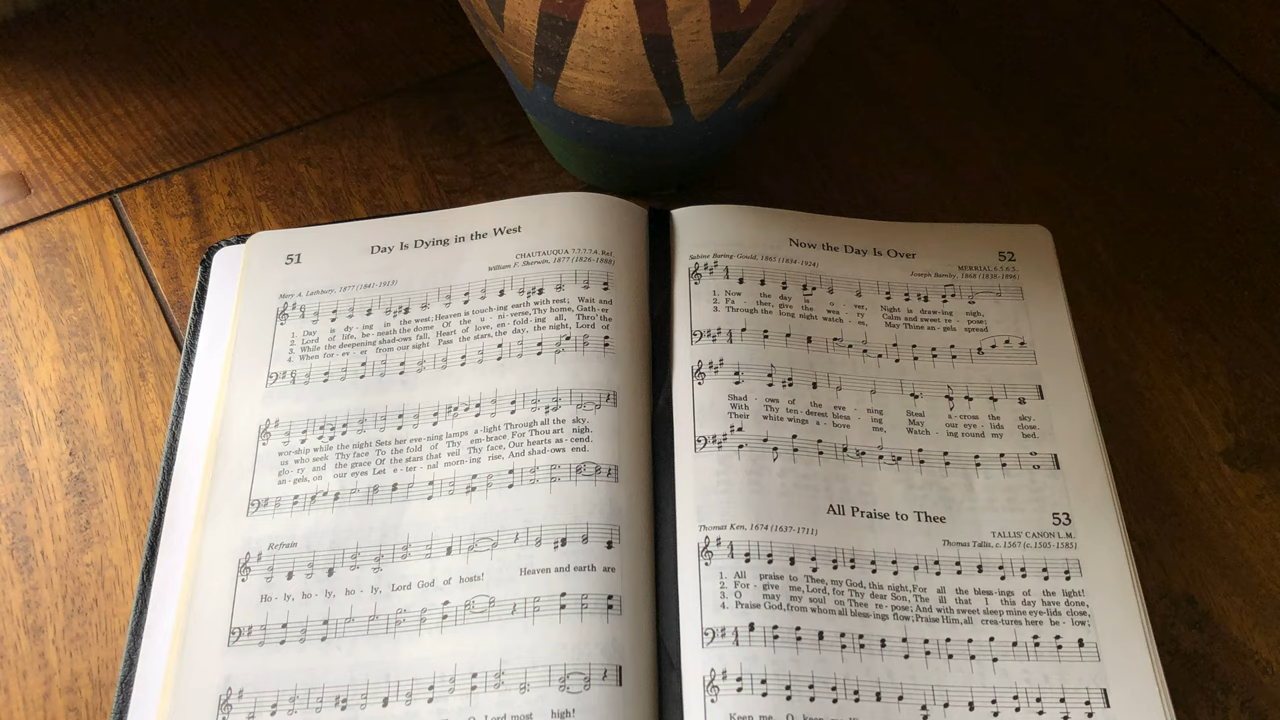 51
Day Is Dying in the West
CHAUTAUQUA 7.7.7.7.4. Ref.
Mary A. Lathbury, 1877 (1841-1913)
William F. Sherwin, 1877 (1826-1888)
1. Day is dy - ing in the west; Heaven is touch-ing earth with rest; Wait and
2. Lord of life, be - neath the dome Of the u - ni - verse, Thy home, Gath - er
3. While the deepening shad-ows fall, Heart of love, en - fold - ing all, Thro' the
4. When for - ev - er from our sight Pass the stars, the day, the night, Lord of
wor-ship while the night Sets her eve-ning lamps a-light Through all the sky.
us who seek Thy face To the fold of Thy em-brace For Thou art nigh.
glo - ry and the grace Of the stars that veil Thy face, Our hearts as - cend.
an - gels, on our eyes Let e - ter - nal morn-ing rise, And shad-ows end.
Refrain
Ho - ly, ho - ly, ho - ly, Lord God of hosts! Heaven and earth are
Lord most high!
Now the Day Is Over
52
Sabine Baring-Gould, 1865 (1834-1924)
MERRIAL 6.5.6.5.
Joseph Barnby, 1868 (1838-1896)
1. Now the day is o - ver, Night is draw-ing nigh,
2. Fa - ther, give the wea - ry Calm and sweet re - pose;
3. Through the long night watch - es, May Thine an - gels spread
Shad - ows of the eve - ning Steal a - cross the sky.
With Thy ten - derest bless - ing May our eye - lids close.
Their white wings a - bove me, Watch - ing round my bed.
All Praise to Thee
53
Thomas Ken, 1674 (1637-1711)
TALLIS' CANON L.M.
Thomas Tallis, c. 1567 (c. 1505-1585)
1. All praise to Thee, my God, this night, For all the bless-ings of the light!
2. For - give me, Lord, for Thy dear Son, The ill that I this day have done,
3. O may my soul on Thee re - pose; And with sweet sleep mine eye-lids close,
4. Praise God, from whom all bless-ings flow; Praise Him, all crea-tures here be - low;
Keep me, O keep me